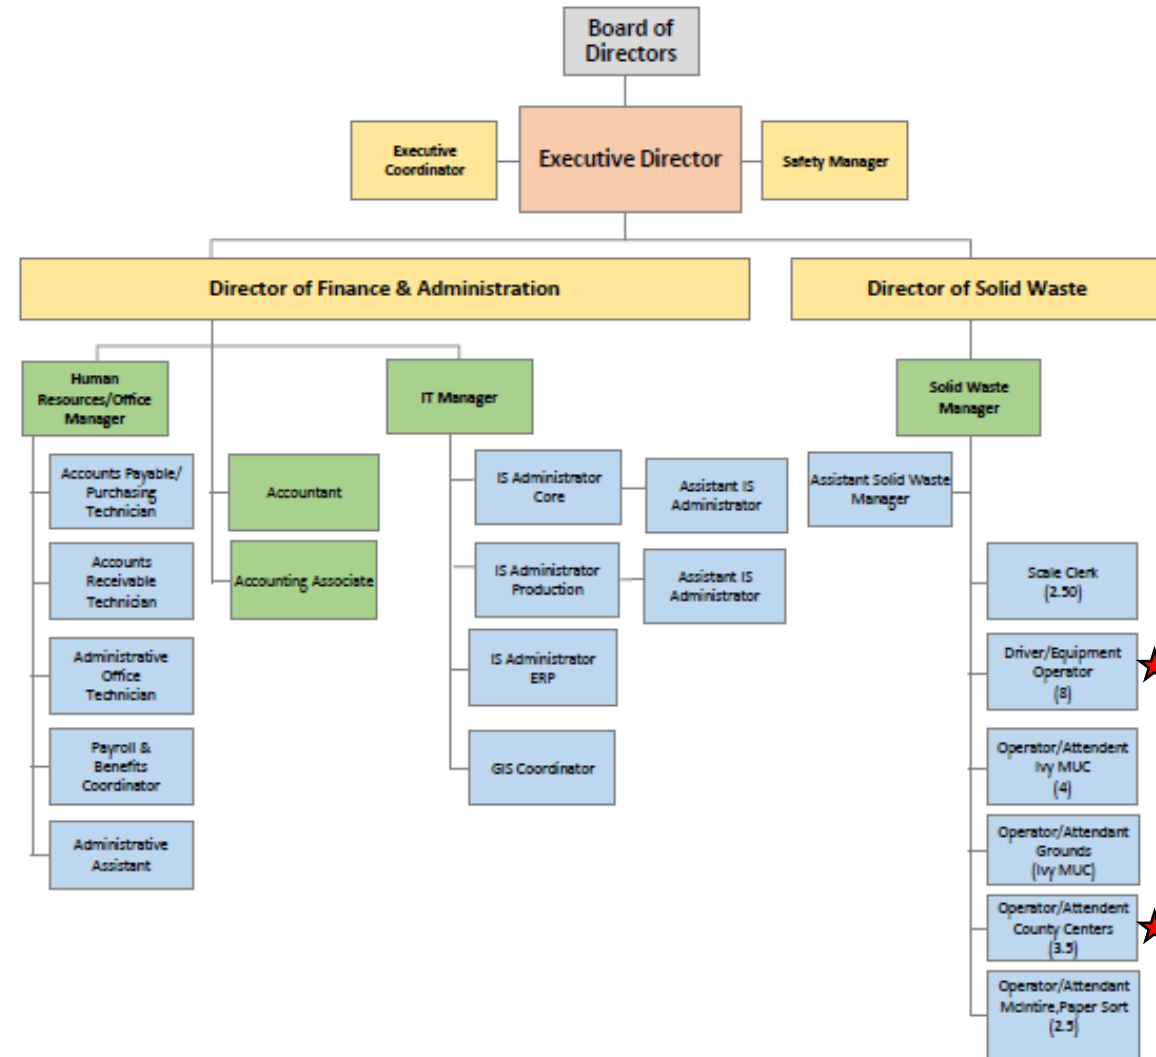 Board of
Directors
Executive
Coordinator
Executive Director
Safety Manager
Director of Finance & Administration
Director of Solid Waste
Human
Resources/Office
Manager
IT Manager
Solid Waste
Manager
Accounts Payable/
Purchasing
Technician
Accounts
Receivable
Technician
Administrative
Office
Technician
Payroll &
Benefits
Coordinator
Administrative
Assistant
Accountant
Accounting Associate
IS Administrator
Core
Assistant IS
Administrator
IS Administrator
Production
Assistant IS
Administrator
IS Administrator
ERP
GIS Coordinator
Assistant Solid Waste
Manager
Scale Clerk
(2.50)
Driver/Equipment
Operator
(8)
Operator/Attendent
Ivy MUC
(4)
Operator/Attendant
Grounds
(Ivy MUC)
Operator/Attendent
County Centers
(3.5)
Operator/Attendant
McIntire,Paper Sort
(2.5)